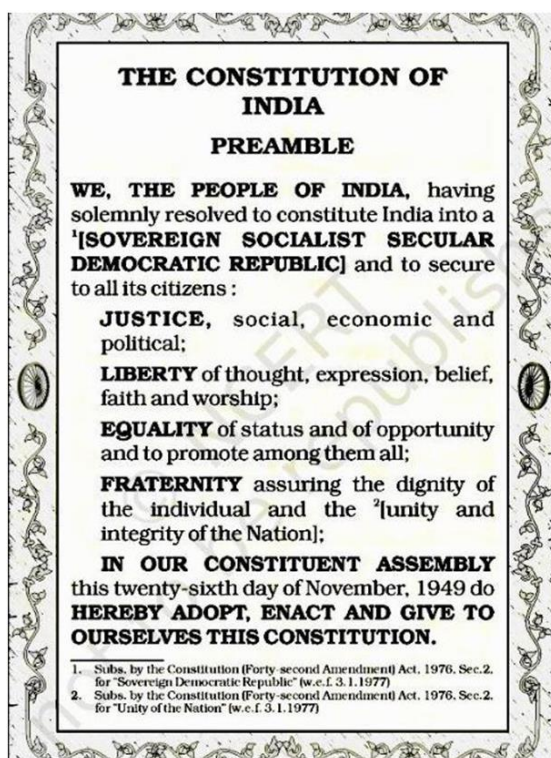 THE CONSTITUTION OF
INDIA
PREAMBLE
WE, THE PEOPLE OF INDIA, having
solemnly resolved to constitute India into a
¹[SOVEREIGN SOCIALIST SECULAR
DEMOCRATIC REPUBLIC] and to secure
to all its citizens :
JUSTICE, social, economic and
political;
LIBERTY of thought, expression, belief,
faith and worship;
EQUALITY of status and of opportunity
and to promote among them all;
FRATERNITY assuring the dignity of
the individual and the ²[unity and
integrity of the Nation];
IN OUR CONSTITUENT ASSEMBLY
this twenty-sixth day of November, 1949 do
HEREBY ADOPT, ENACT AND GIVE TO
OURSELVES THIS CONSTITUTION.
1. Subs. by the Constitution (Forty-second Amendment) Act, 1976, Sec.2,
for "Sovereign Democratic Republic" (w.e.f. 3.1.1977)
2. Subs. by the Constitution (Forty-second Amendment) Act, 1976, Sec.2,
for "Unity of the Nation" (w.e.f. 3.1.1977)
© NCERT
not to be republished